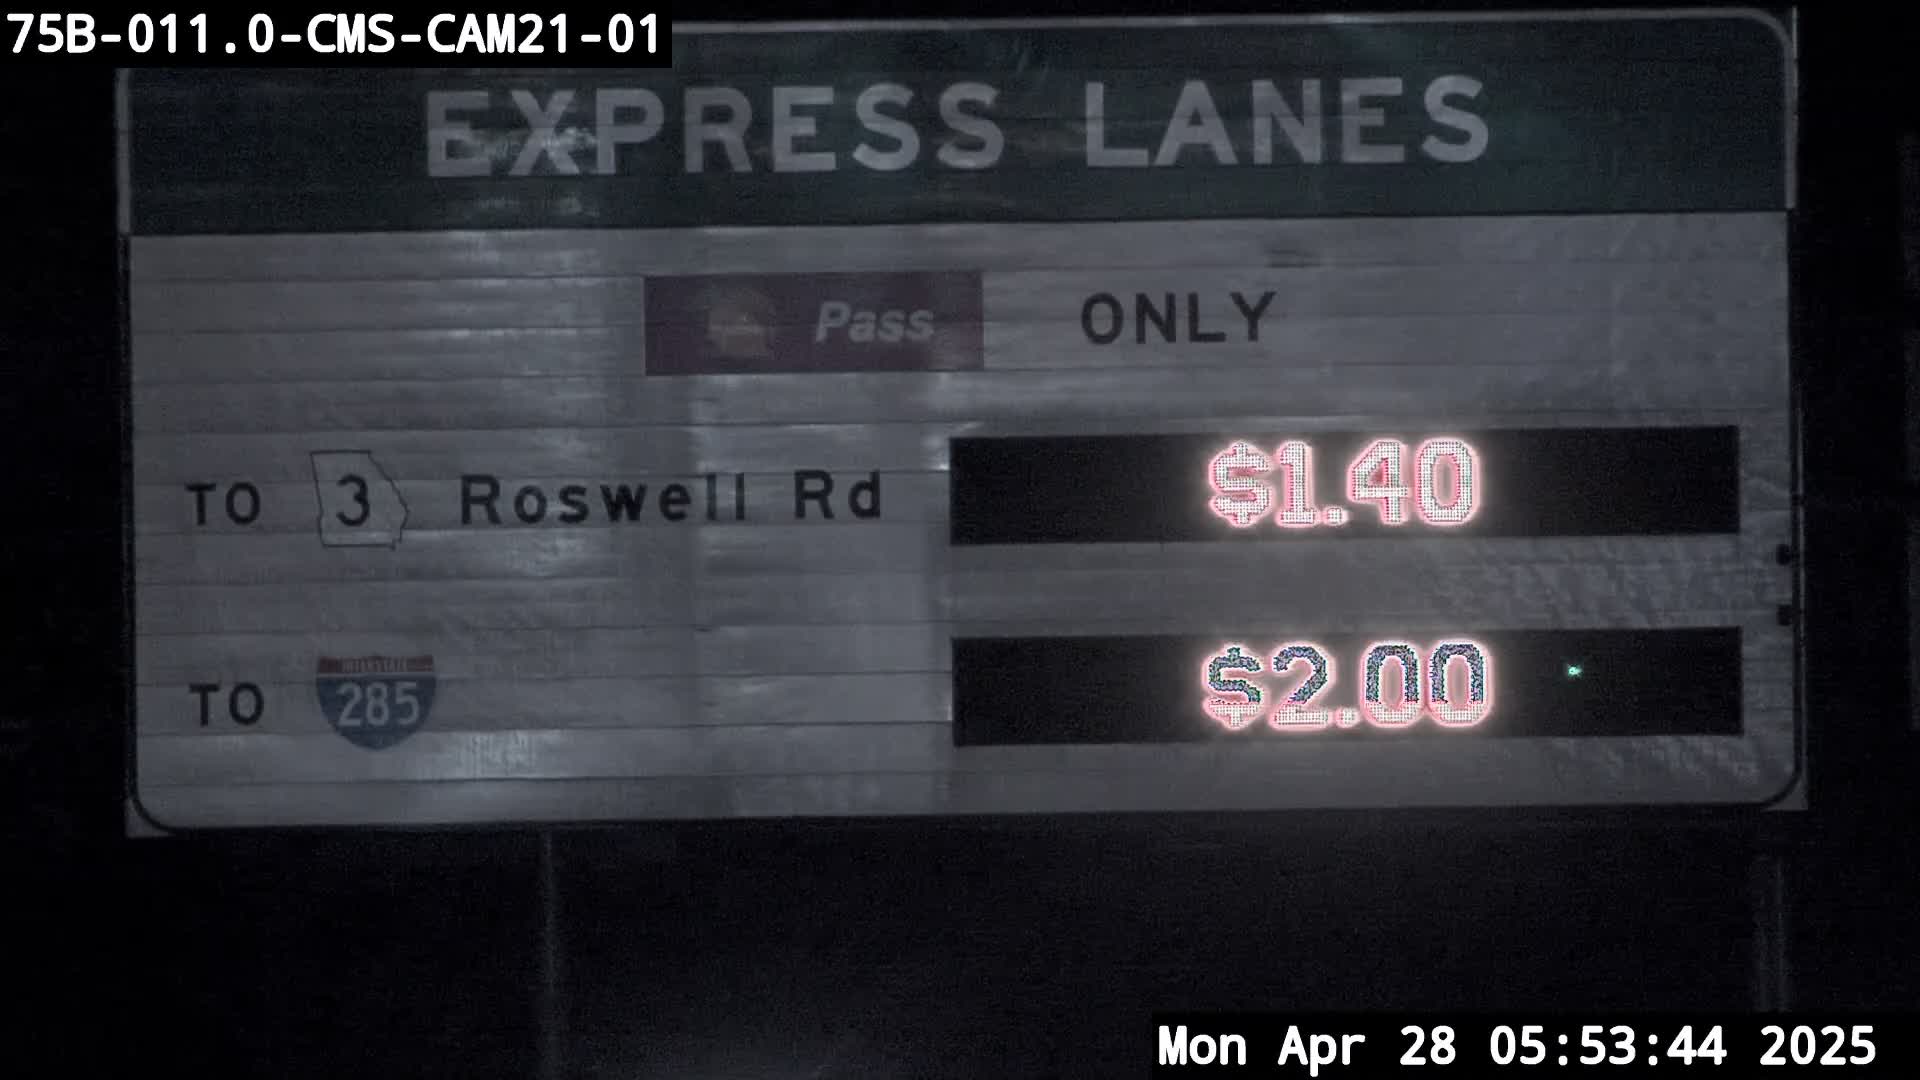 75B-011.0-CMS-CAM21-01
EXPRESS LANES
Pass ONLY
TO 3 Roswell Rd $1.40
TO INTERSTATE 285 $2.00
Mon Apr 28 05:53:44 2025